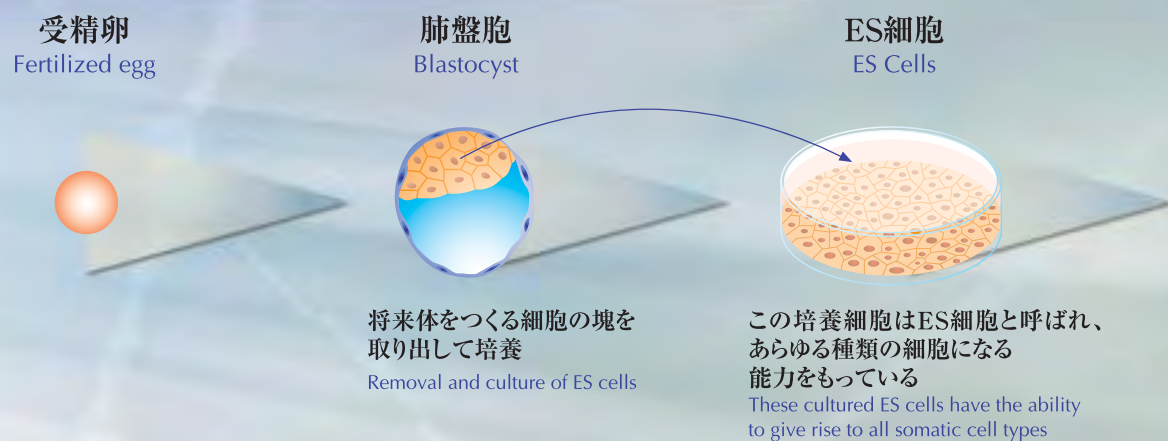 受精卵
Fertilized egg
肺盤胞
Blastocyst
ES細胞
ES Cells
将来体をつくる細胞の塊を
取り出して培養
Removal and culture of ES cells
この培養細胞はES細胞と呼ばれ、
あらゆる種類の細胞になる
能力をもっている
These cultured ES cells have the ability
to give rise to all somatic cell types